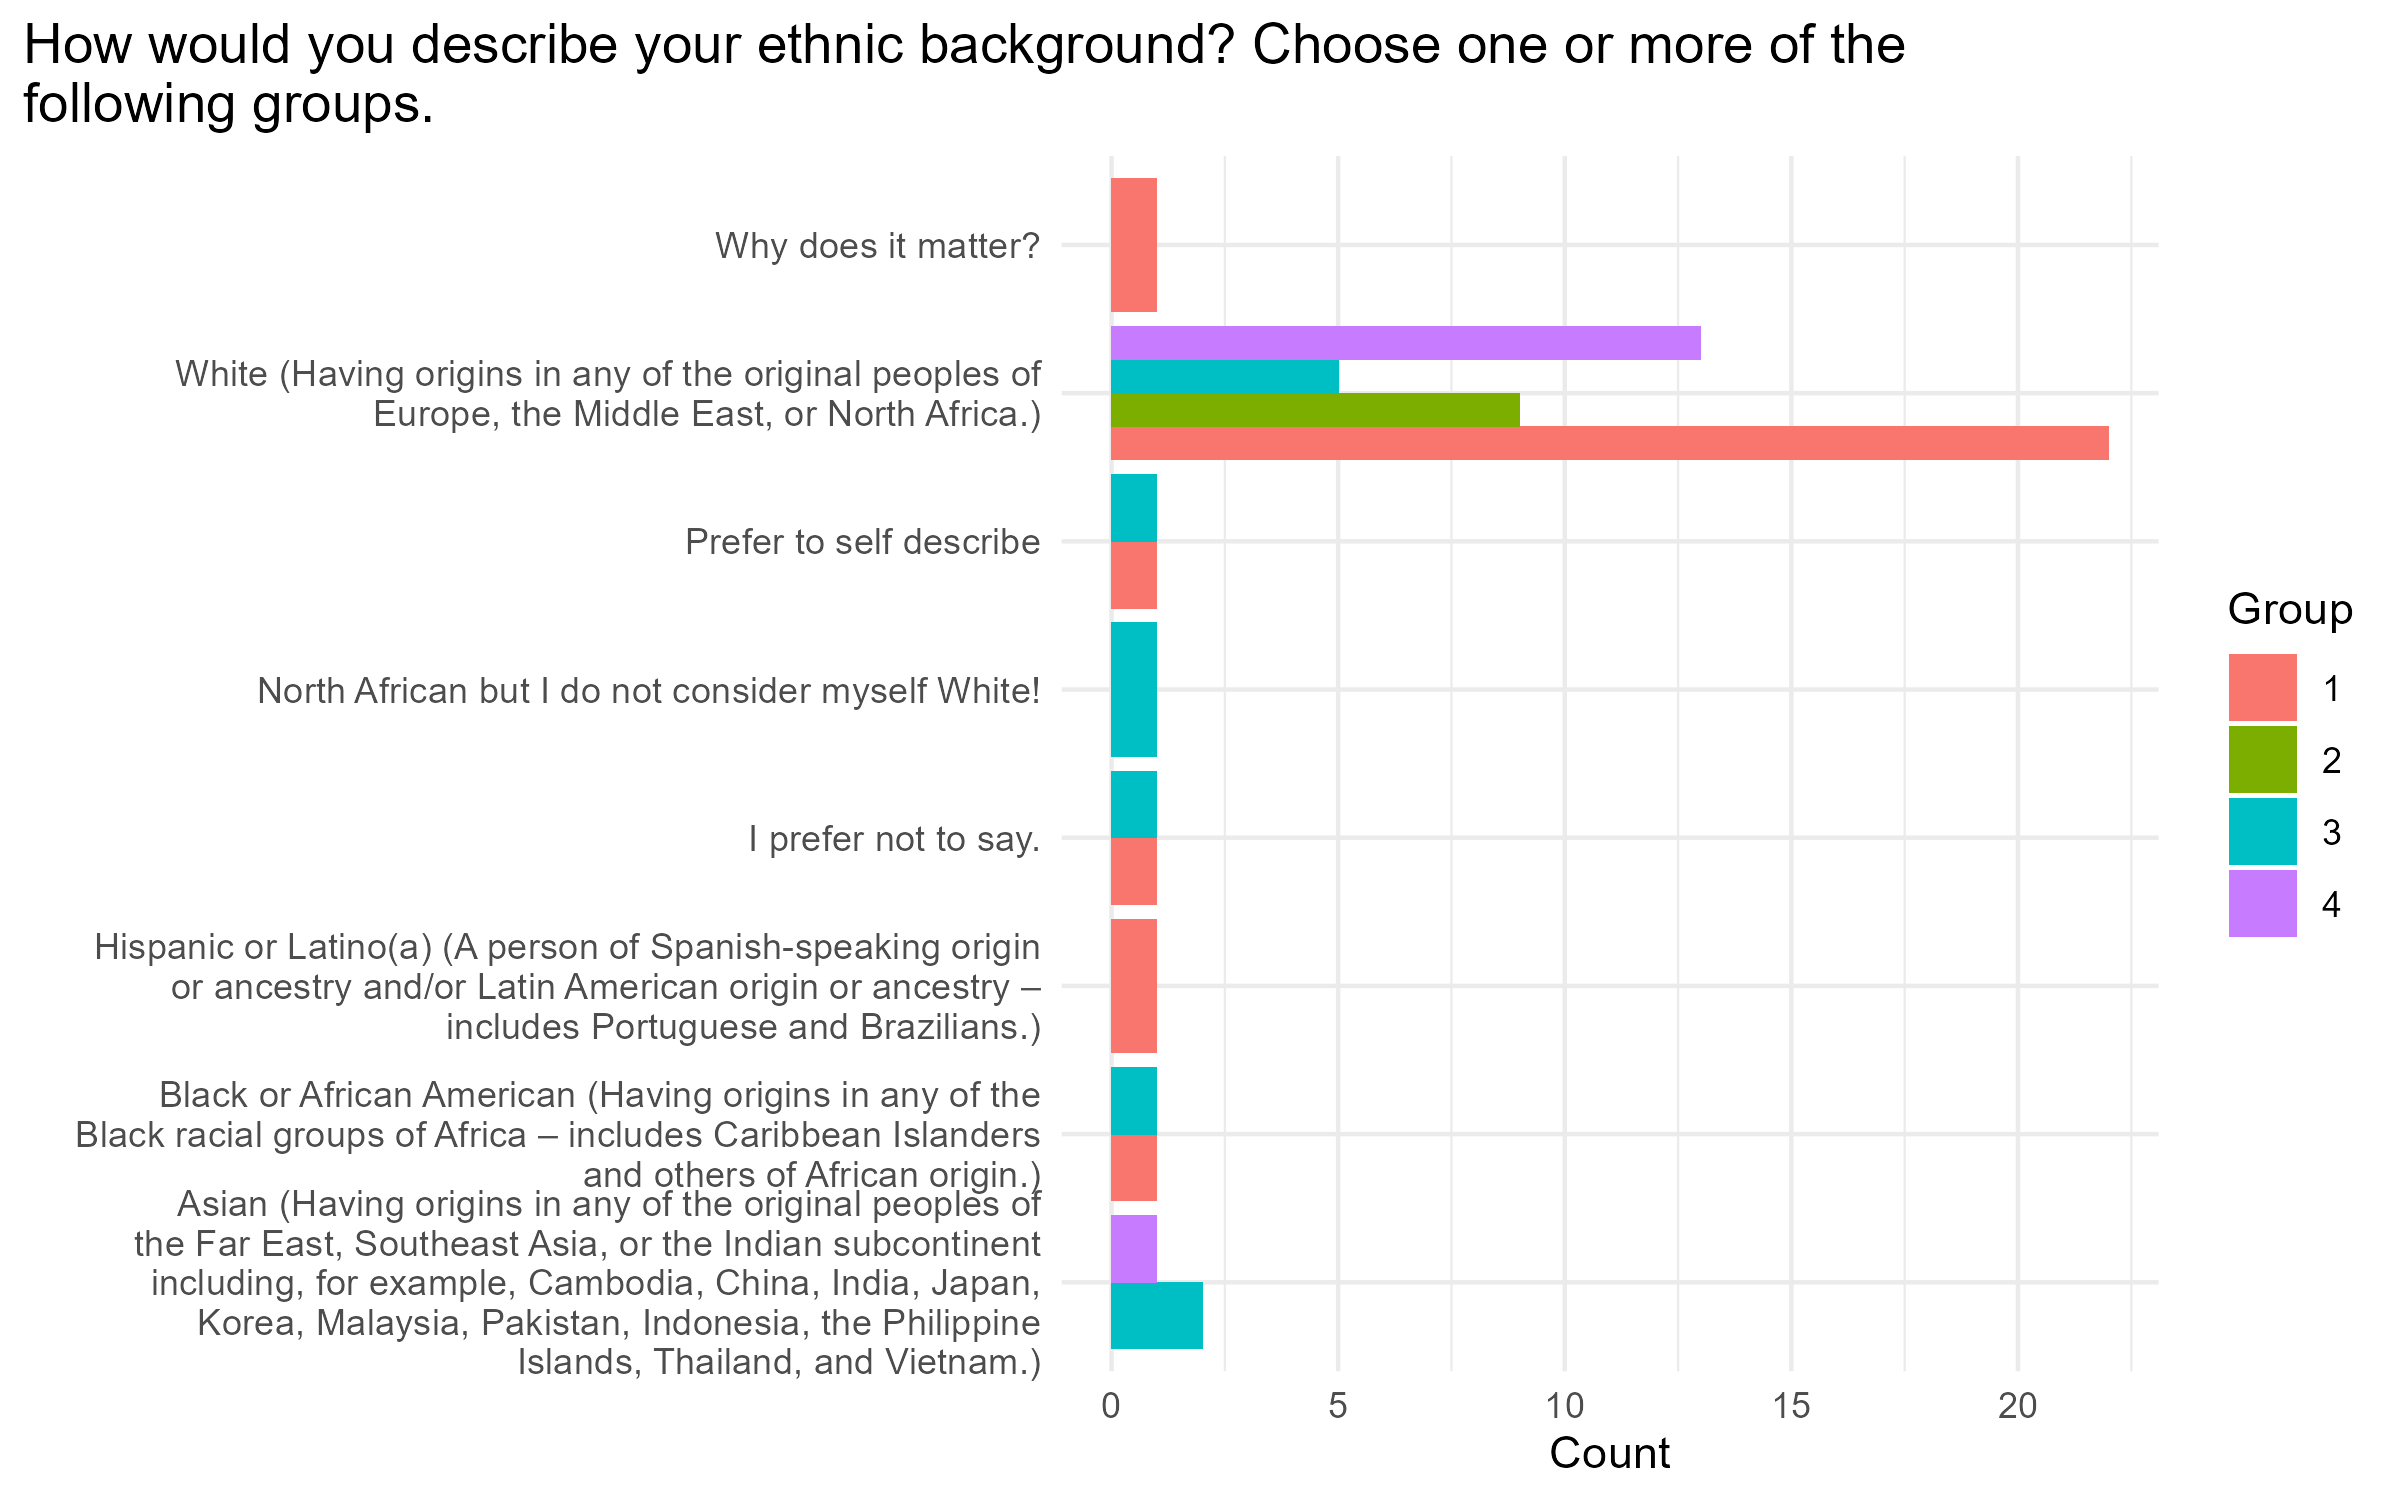 How would you describe your ethnic background? Choose one or more of the
following groups.
Why does it matter?
White (Having origins in any of the original peoples of
Europe, the Middle East, or North Africa.)
Prefer to self describe
North African but I do not consider myself White!
I prefer not to say.
Hispanic or Latino(a) (A person of Spanish-speaking origin
or ancestry and/or Latin American origin or ancestry –
includes Portuguese and Brazilians.)
Black or African American (Having origins in any of the
Black racial groups of Africa – includes Caribbean Islanders
and others of African origin.)
Asian (Having origins in any of the original peoples of
the Far East, Southeast Asia, or the Indian subcontinent
including, for example, Cambodia, China, India, Japan,
Korea, Malaysia, Pakistan, Indonesia, the Philippine
Islands, Thailand, and Vietnam.)
0 5 10 15 20
Count
Group
1
2
3
4